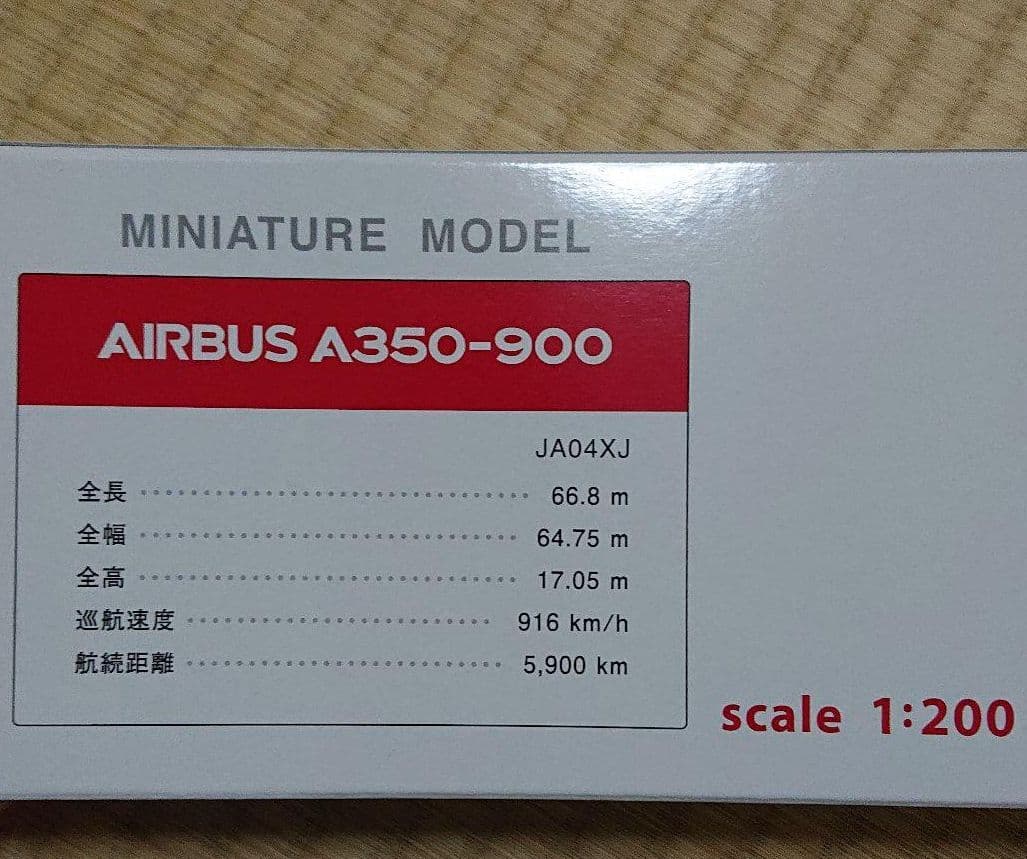 MINIATURE MODEL
AIRBUS A350-900
JA04XJ
全長 66.8 m
全幅 64.75 m
全高 17.05 m
巡航速度 916 km/h
航続距離 5,900 km
scale 1:200